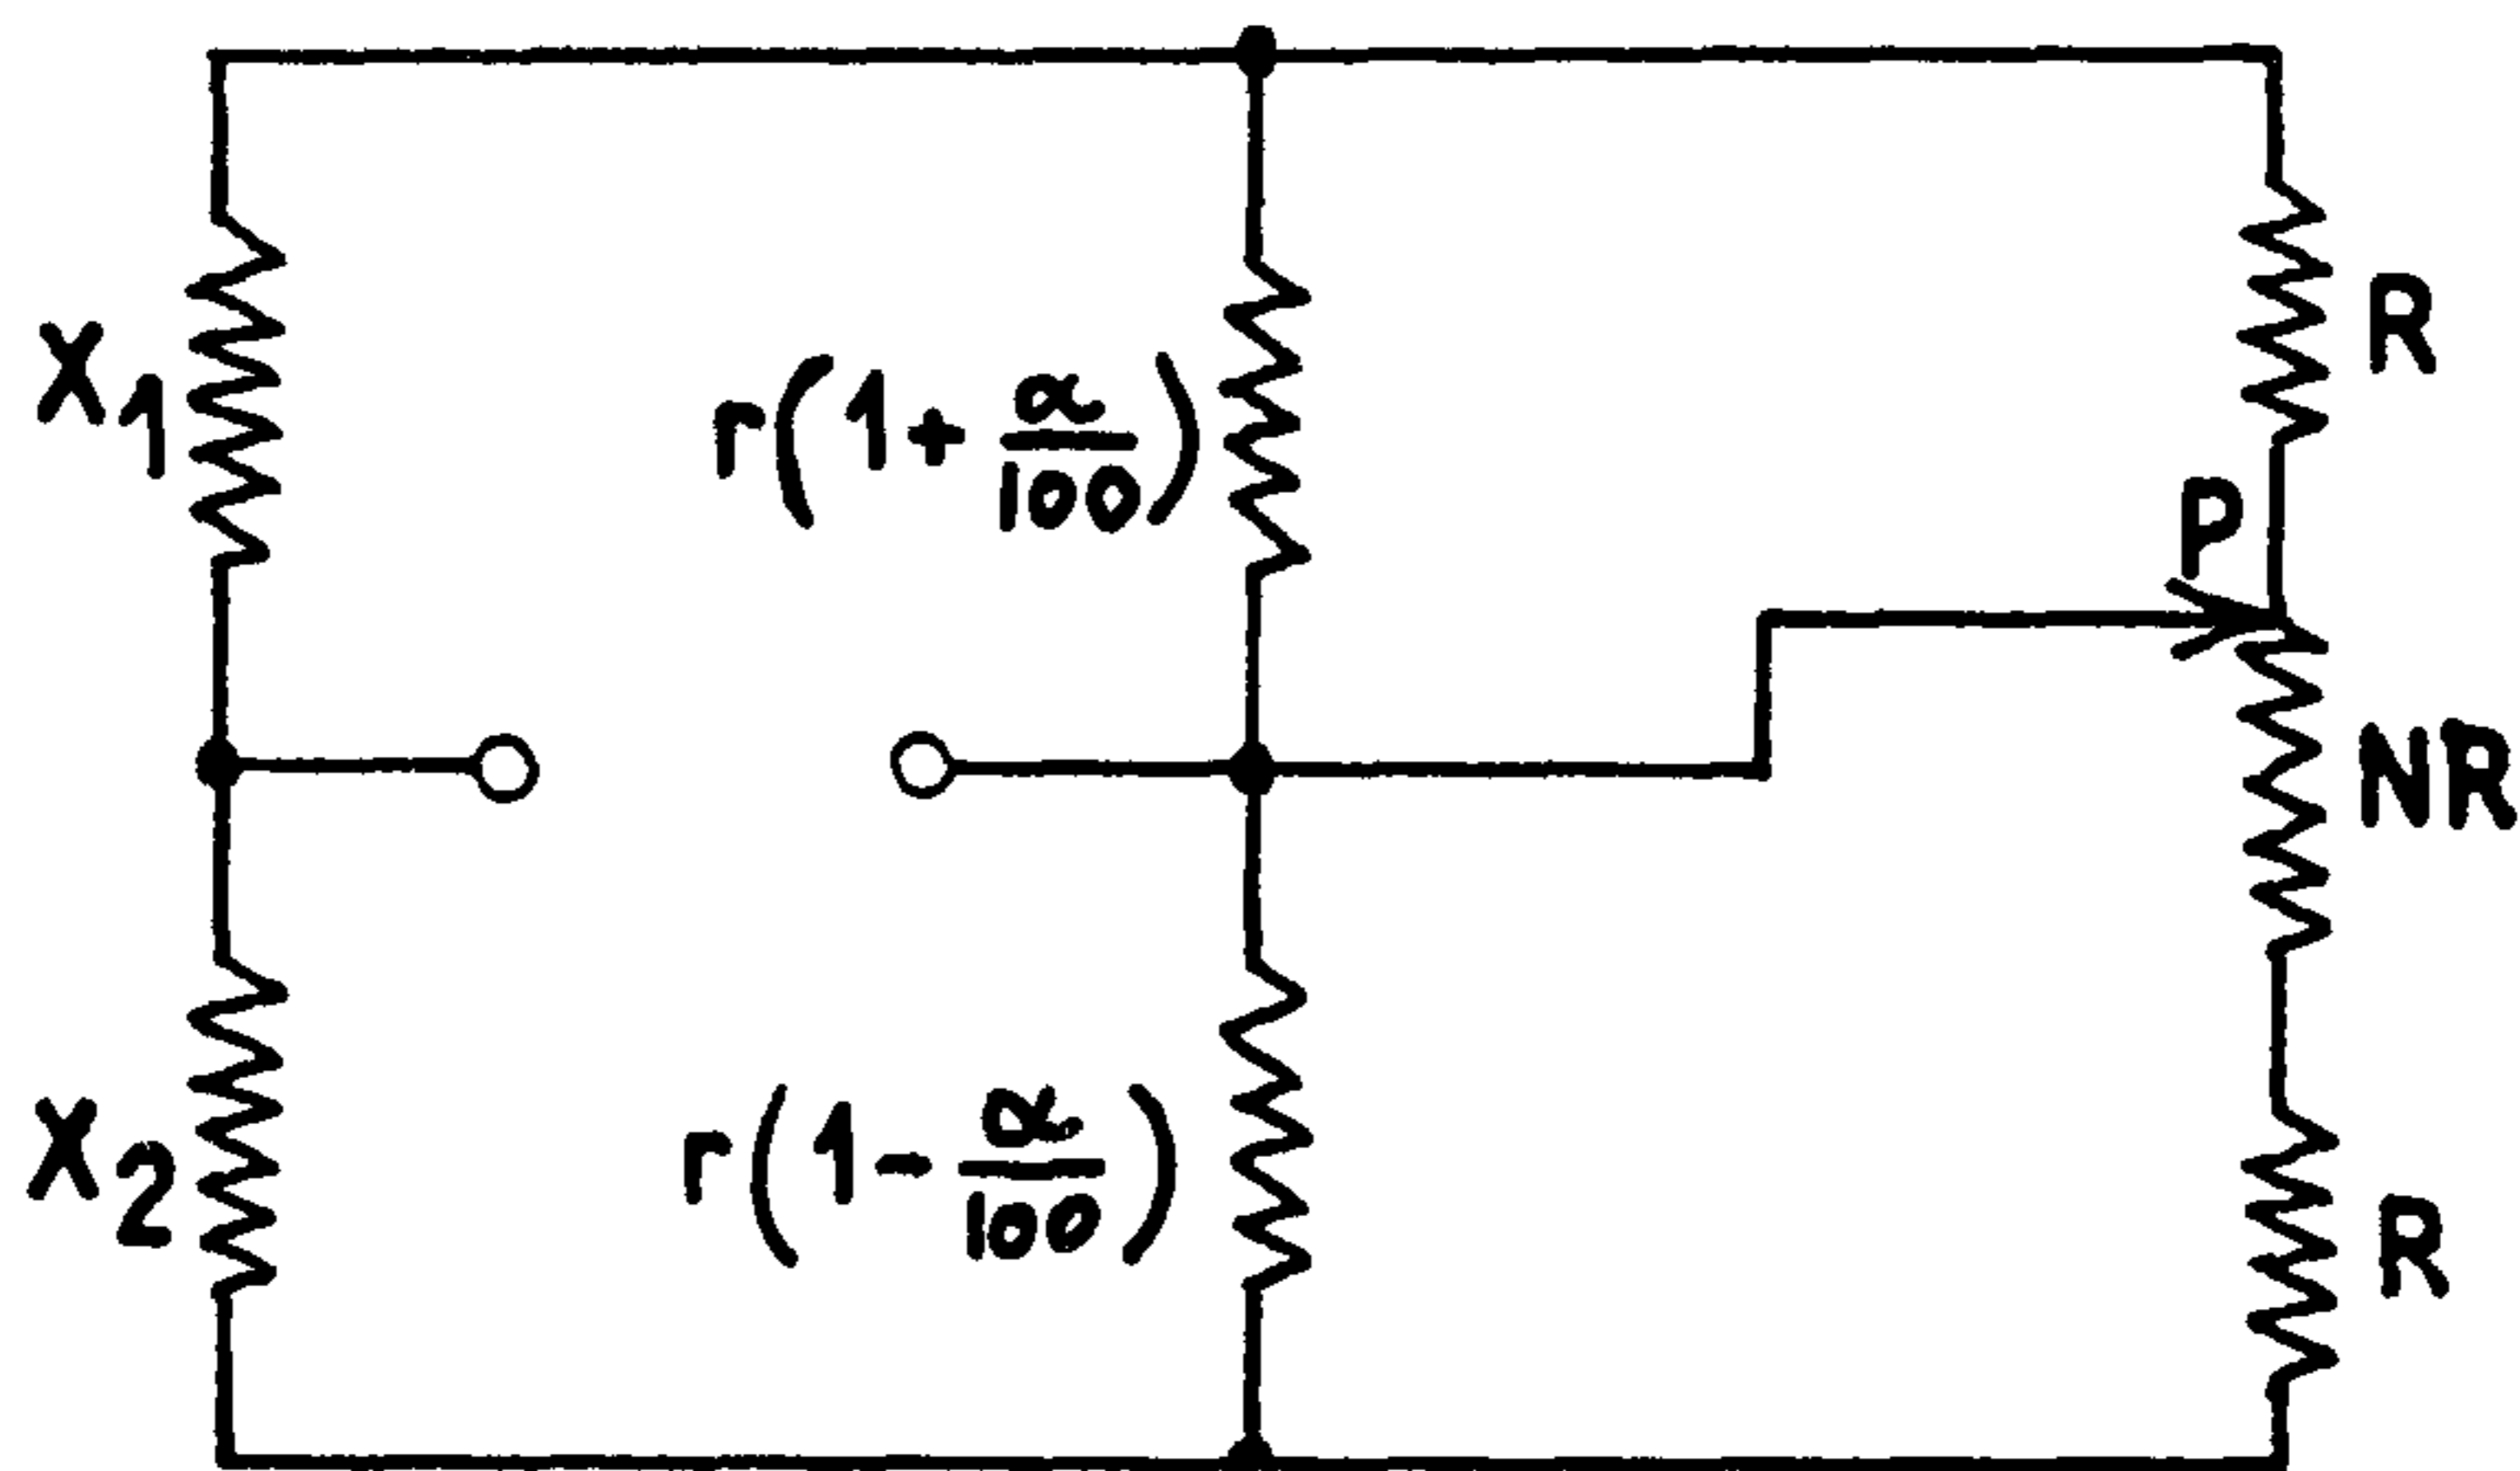 R
X1
r(1+α/100)
P
NR
X2
r(1-α/100)
R